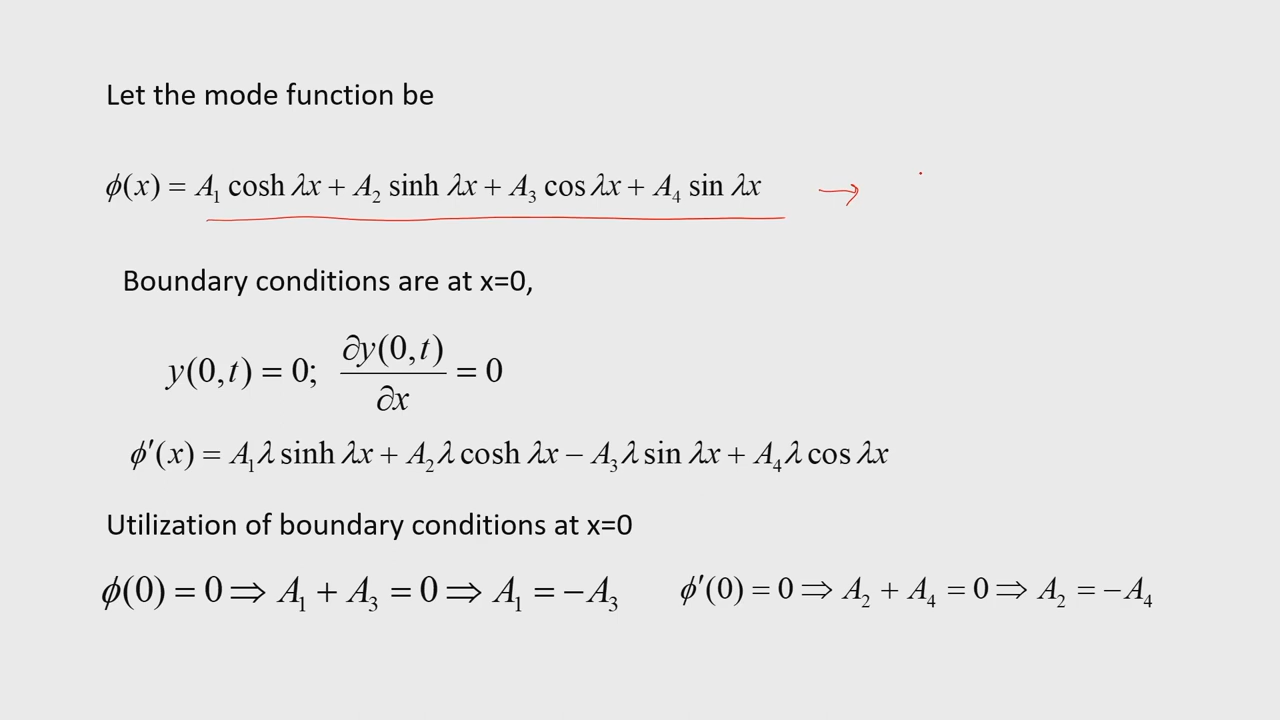 Let the mode function be
ϕ(x) = A₁ cosh λx + A₂ sinh λx + A₃ cos λx + A₄ sin λx →
Boundary conditions are at x=0,
y(0,t) = 0; ∂y(0,t)/∂x = 0
ϕ′(x) = A₁λ sinh λx + A₂λ cosh λx − A₃λ sin λx + A₄λ cos λx
Utilization of boundary conditions at x=0
ϕ(0) = 0 ⇒ A₁ + A₃ = 0 ⇒ A₁ = −A₃ ϕ′(0) = 0 ⇒ A₂ + A₄ = 0 ⇒ A₂ = −A₄